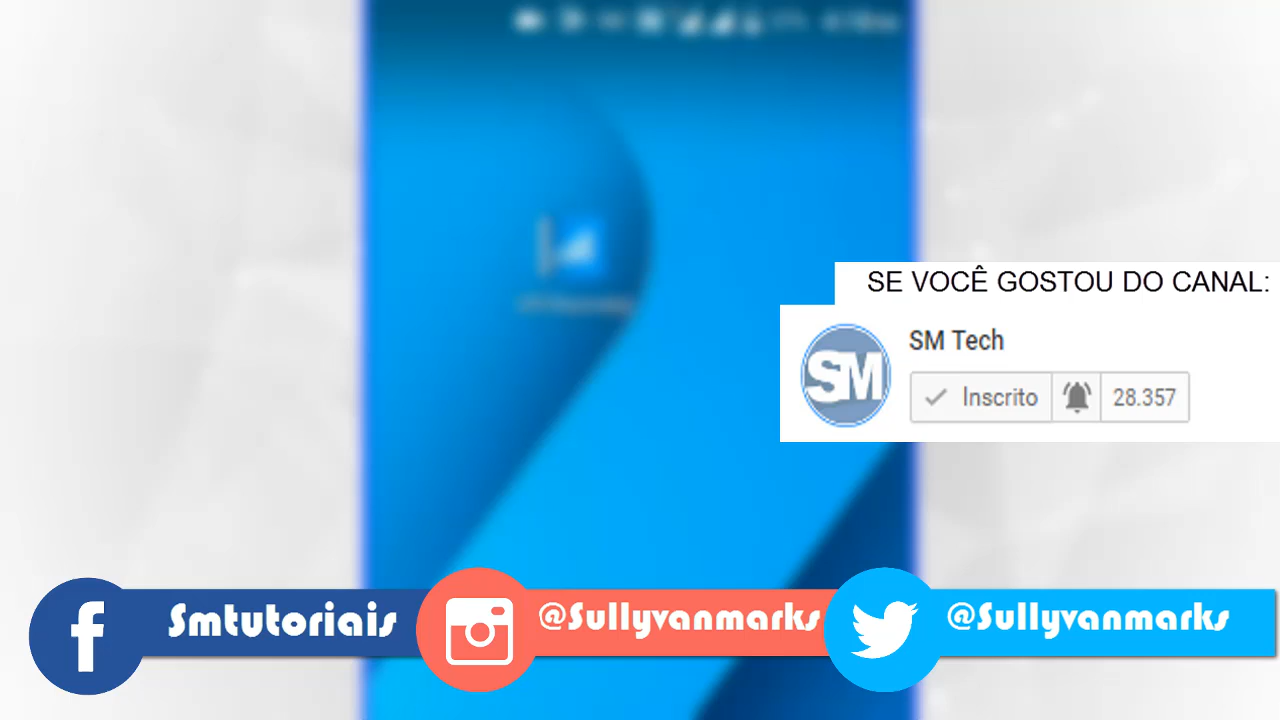 SE VOCÊ GOSTOU DO CANAL:
SM Tech
SM
Inscrito 28.357
Smtutoriais @Sullyvanmarks @Sullyvanmarks